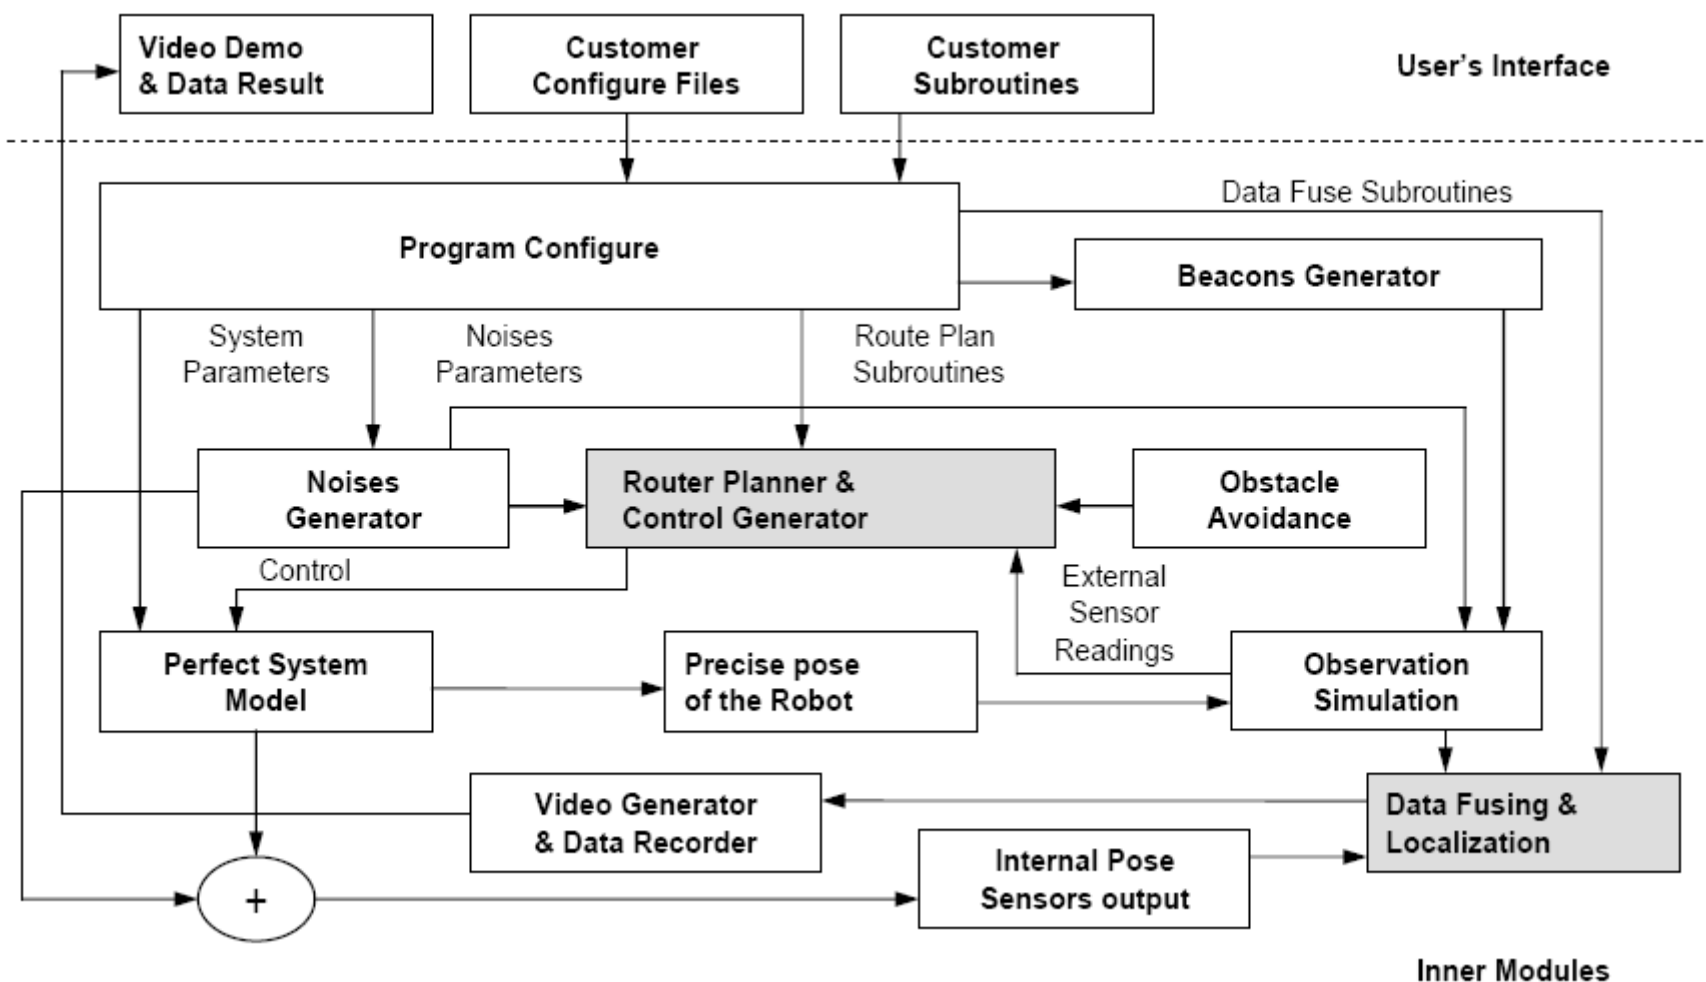 Video Demo
& Data Result
Customer
Configure Files
Customer
Subroutines
User's Interface
Data Fuse Subroutines
Program Configure
Beacons Generator
System
Parameters
Noises
Parameters
Route Plan
Subroutines
Noises
Generator
Router Planner &
Control Generator
Obstacle
Avoidance
Control
External
Sensor
Readings
Perfect System
Model
Precise pose
of the Robot
Observation
Simulation
Video Generator
& Data Recorder
Data Fusing &
Localization
Internal Pose
Sensors output
+
Inner Modules